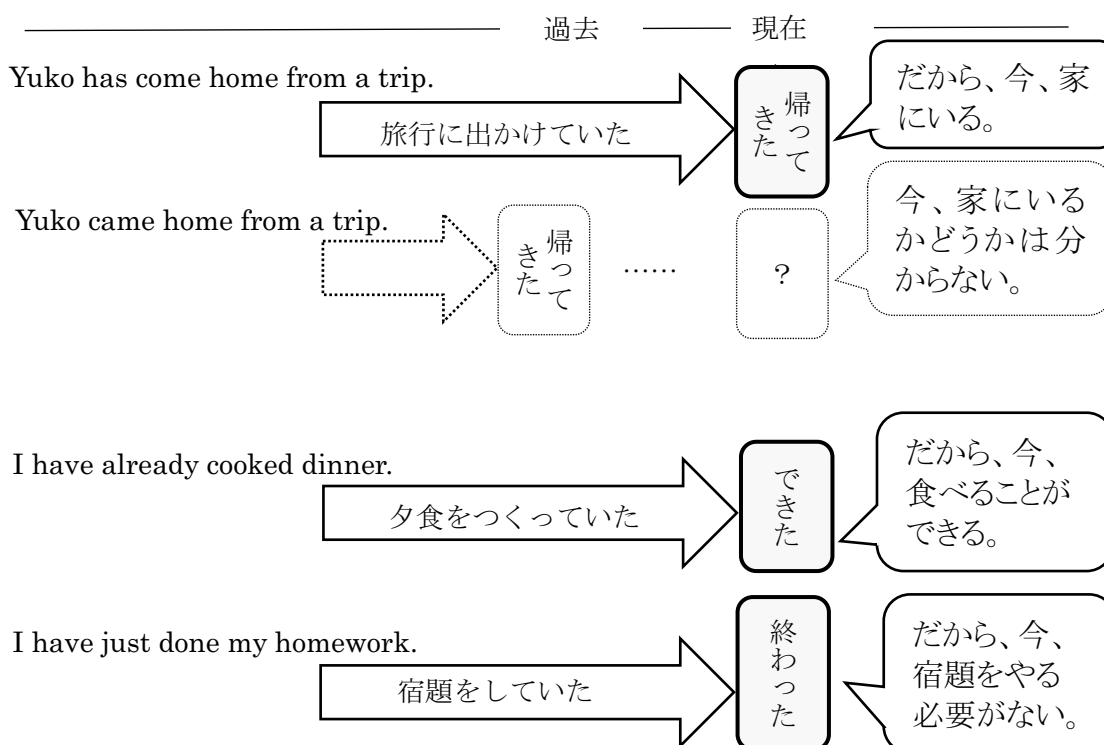 過去 現在
Yuko has come home from a trip.
旅行に出かけていた
帰って
きた
だから、今、家
にいる。
Yuko came home from a trip.
帰って
きた
……
？
今、家にいる
かどうかは分
からない。
I have already cooked dinner.
夕食をつくっていた
できた
だから、今、
食べることが
できる。
I have just done my homework.
宿題をしていた
終わった
だから、今、
宿題をやる
必要がない。